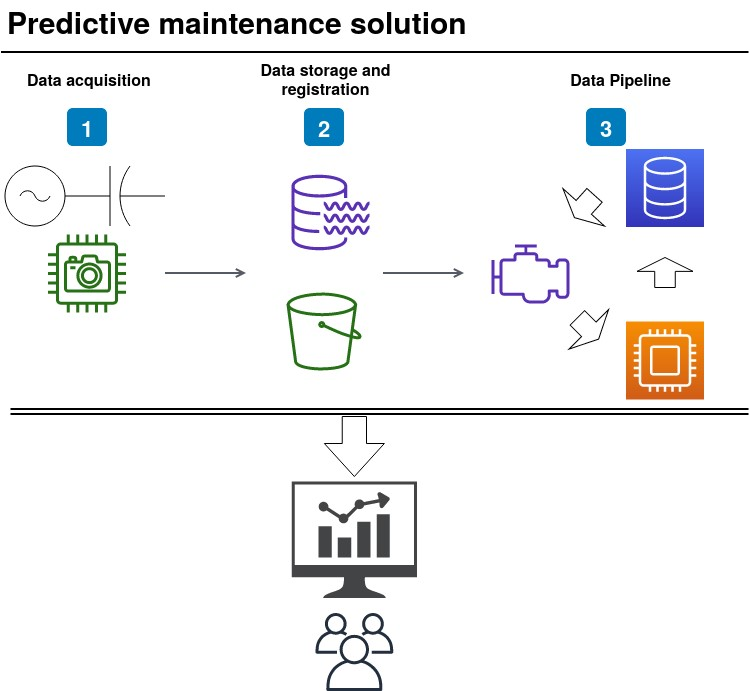 Predictive maintenance solution
Data acquisition
Data storage and
registration
Data Pipeline
1
2
3